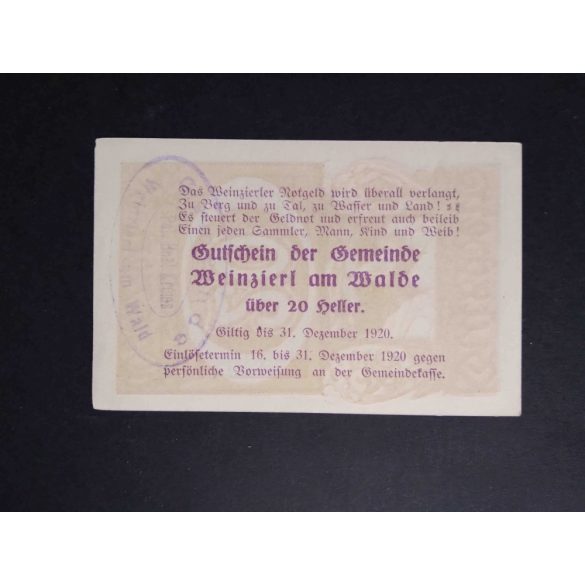 Das Weinzierler Notgeld wird überall verlangt,
Zu Berg und zu Tal, zu Wasser und Land! ! !
Es steuert der Geldnot und erfreut auch beileib
Einen jeden Sammler, Mann, Kind und Weib!
Gutschein der Gemeinde
Weinzierl am Walde
über 20 Heller.
Giltig bis 31. Dezember 1920.
Einlösetermin 16. bis 31. Dezember 1920 gegen
persönliche Vorweisung an der Gemeindekasse.